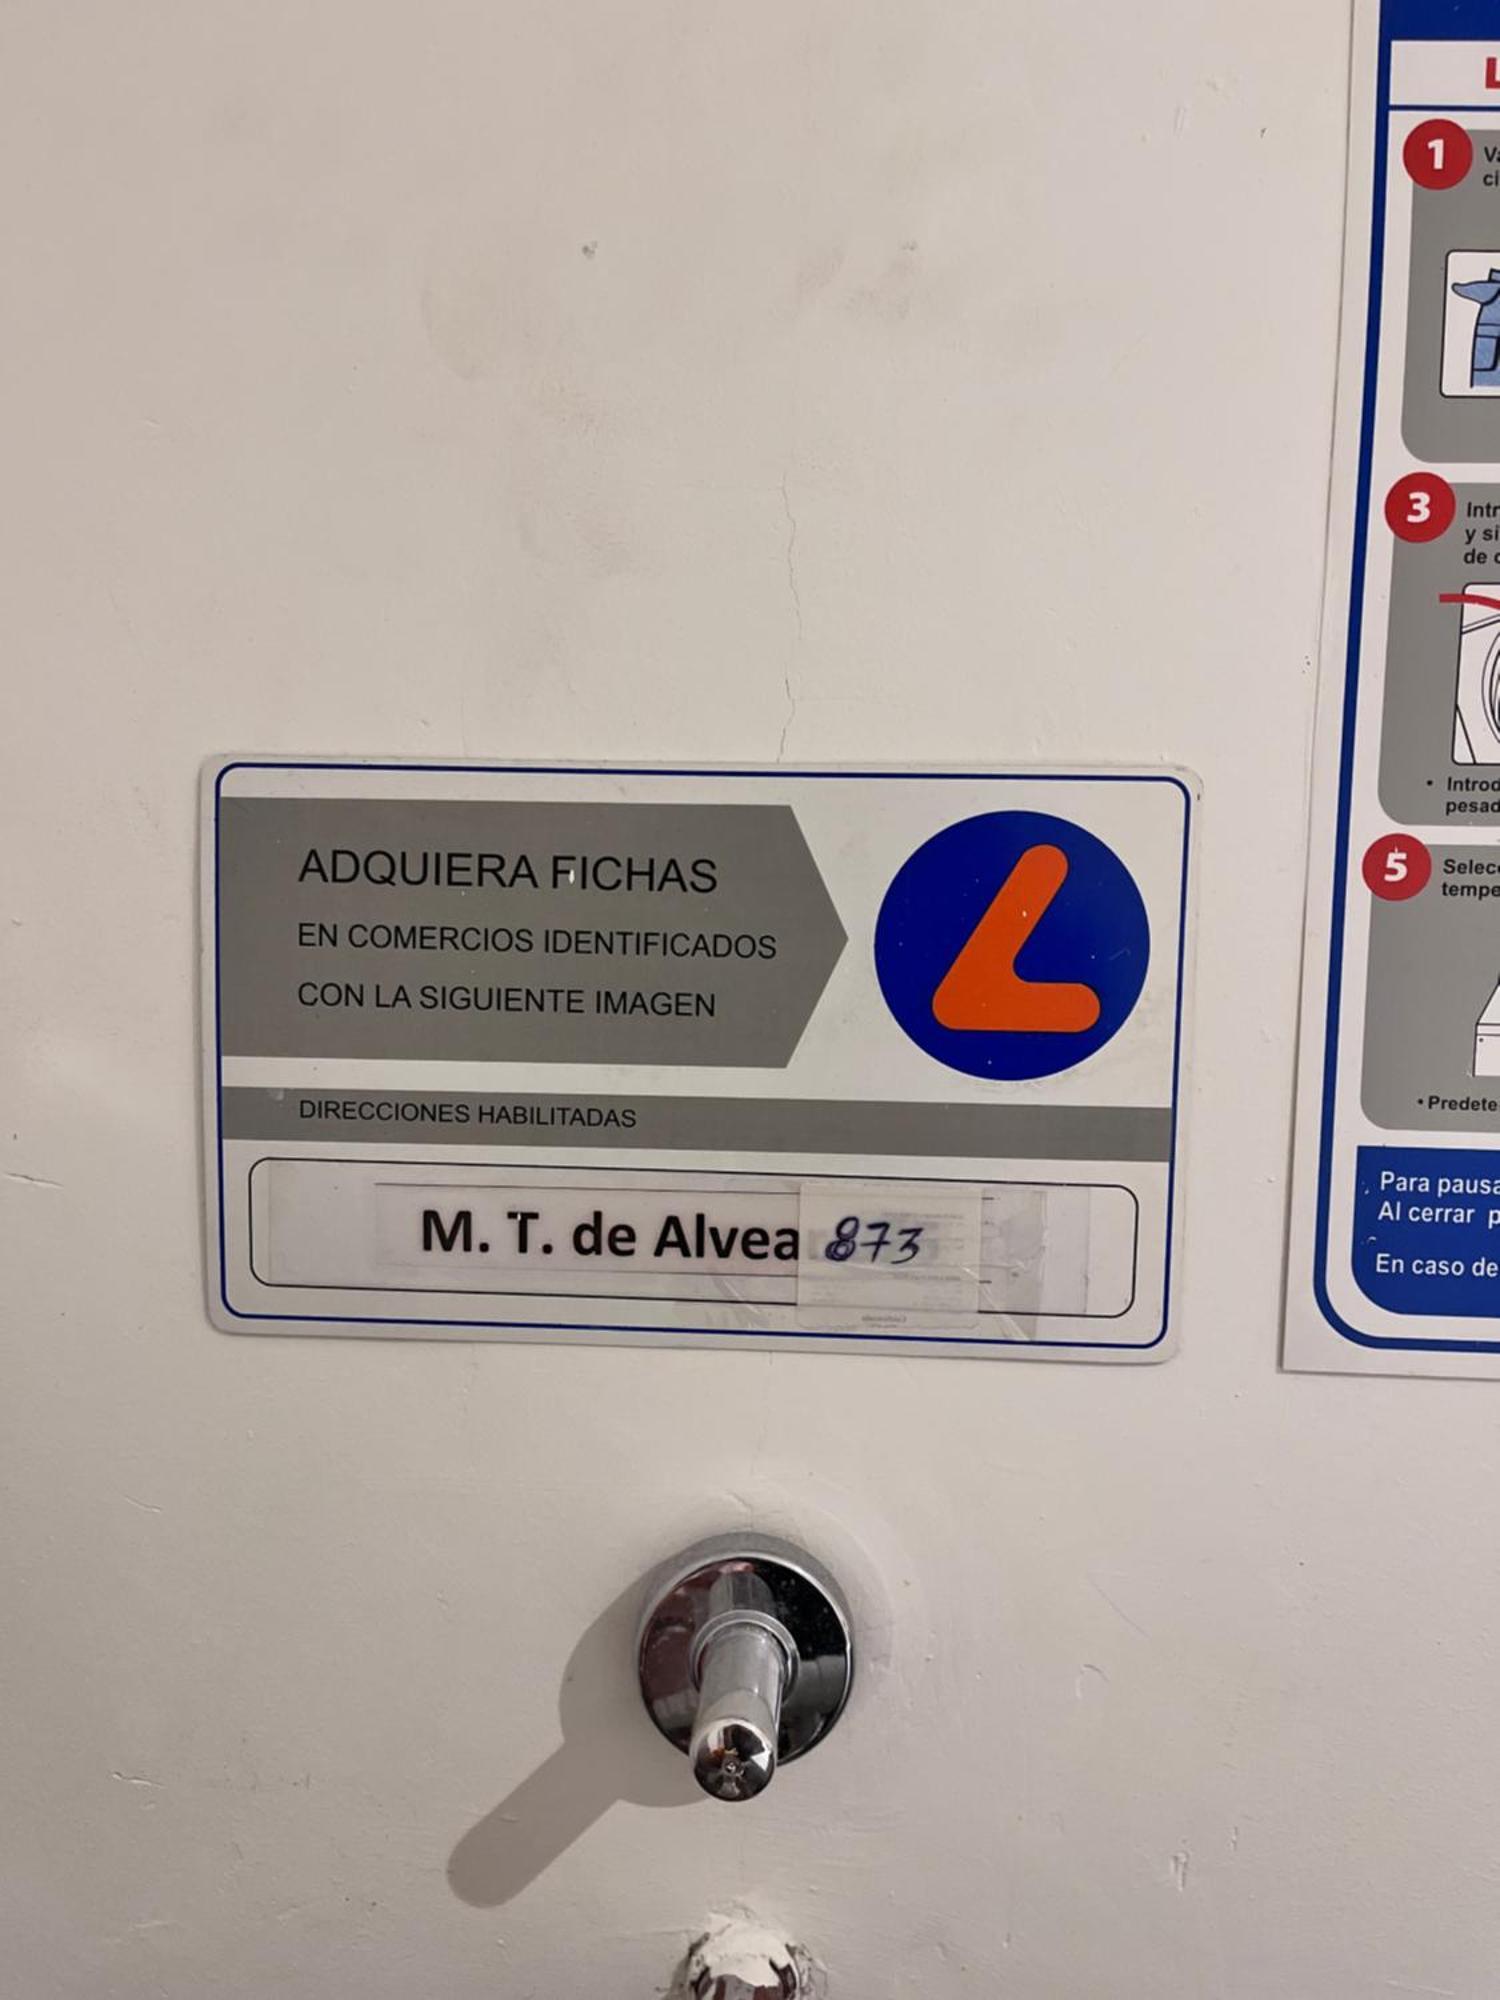 ADQUIERA FICHAS
EN COMERCIOS IDENTIFICADOS
CON LA SIGUIENTE IMAGEN
L
DIRECCIONES HABILITADAS
M. T. de Alvea 873
L
1
3
y si
5
Para pausa
Al cerrar p
En caso de